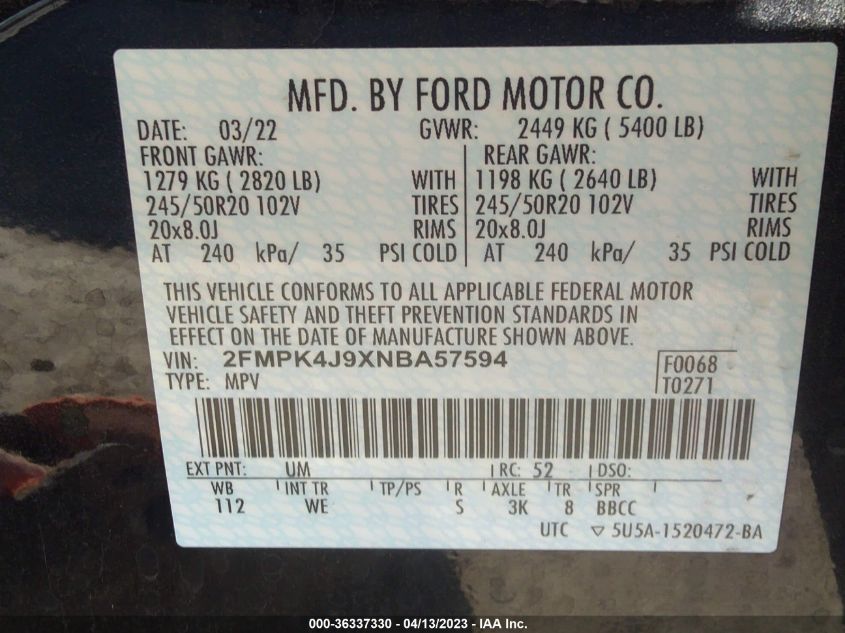 MFD. BY FORD MOTOR CO.
DATE: 03/22 GVWR: 2449 KG ( 5400 LB)
FRONT GAWR: REAR GAWR:
1279 KG ( 2820 LB) WITH 1198 KG ( 2640 LB) WITH
245/50R20 102V TIRES 245/50R20 102V TIRES
20x8.0J RIMS 20x8.0J RIMS
AT 240 kPa/ 35 PSI COLD AT 240 kPa/ 35 PSI COLD
THIS VEHICLE CONFORMS TO ALL APPLICABLE FEDERAL MOTOR
VEHICLE SAFETY AND THEFT PREVENTION STANDARDS IN
EFFECT ON THE DATE OF MANUFACTURE SHOWN ABOVE.
VIN: 2FMPK4J9XNBA57594 F0068
TYPE: MPV T0271
EXT PNT: UM RC: 52 DSO:
WB INT TR TP/PS R AXLE TR SPR
112 WE S 3K 8 BBCC
UTC ▽ 5U5A-1520472-BA
000-36337330 - 04/13/2023 - IAA Inc.